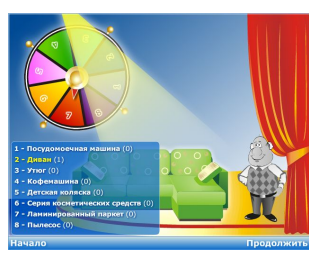 1 - Посудомоечная машина (0)
2 - Диван (1)
3 - Утюг (0)
4 - Кофемашина (0)
5 - Детская коляска (0)
6 - Серия косметических средств (0)
7 - Ламинированный паркет (0)
8 - Пылесос (0)
Начало Продолжить